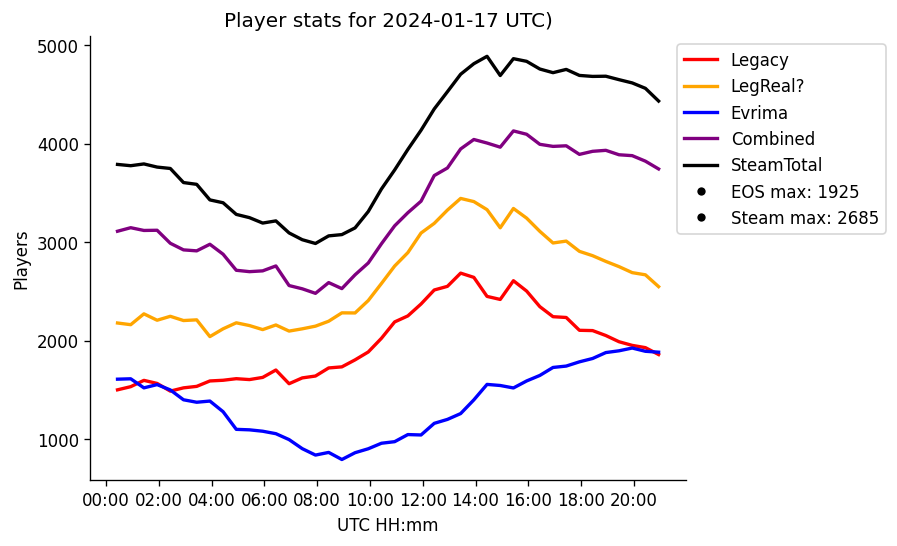 Player stats for 2024-01-17 UTC)
5000
4000
3000
2000
1000
Players
00:00 02:00 04:00 06:00 08:00 10:00 12:00 14:00 16:00 18:00 20:00
UTC HH:mm
Legacy
LegReal?
Evrima
Combined
SteamTotal
EOS max: 1925
Steam max: 2685